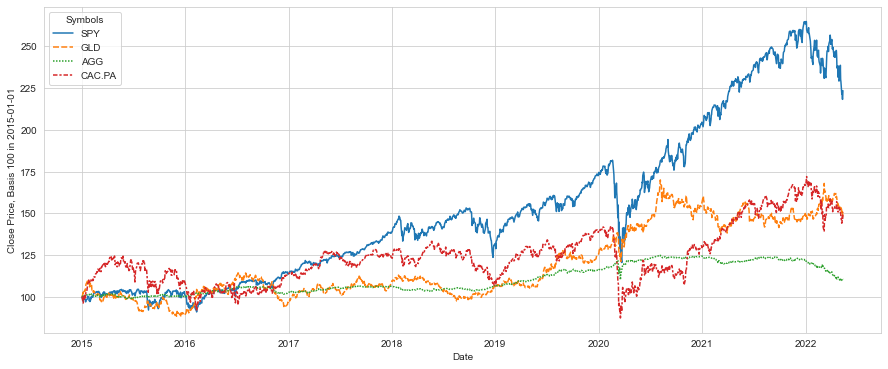 Symbols
SPY
GLD
AGG
CAC.PA
Close Price, Basis 100 in 2015-01-01
250
225
200
175
150
125
100
2015 2016 2017 2018 2019 2020 2021 2022
Date